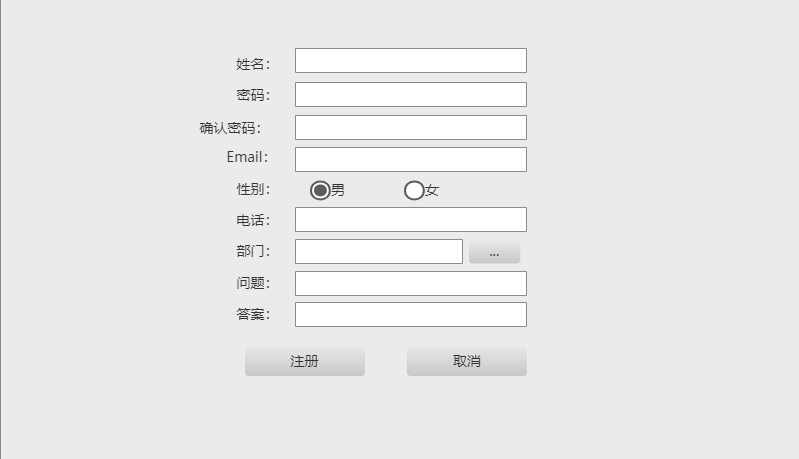 姓名：
密码：
确认密码：
Email：
性别： 男 女
电话：
部门： ...
问题：
答案：
注册 取消